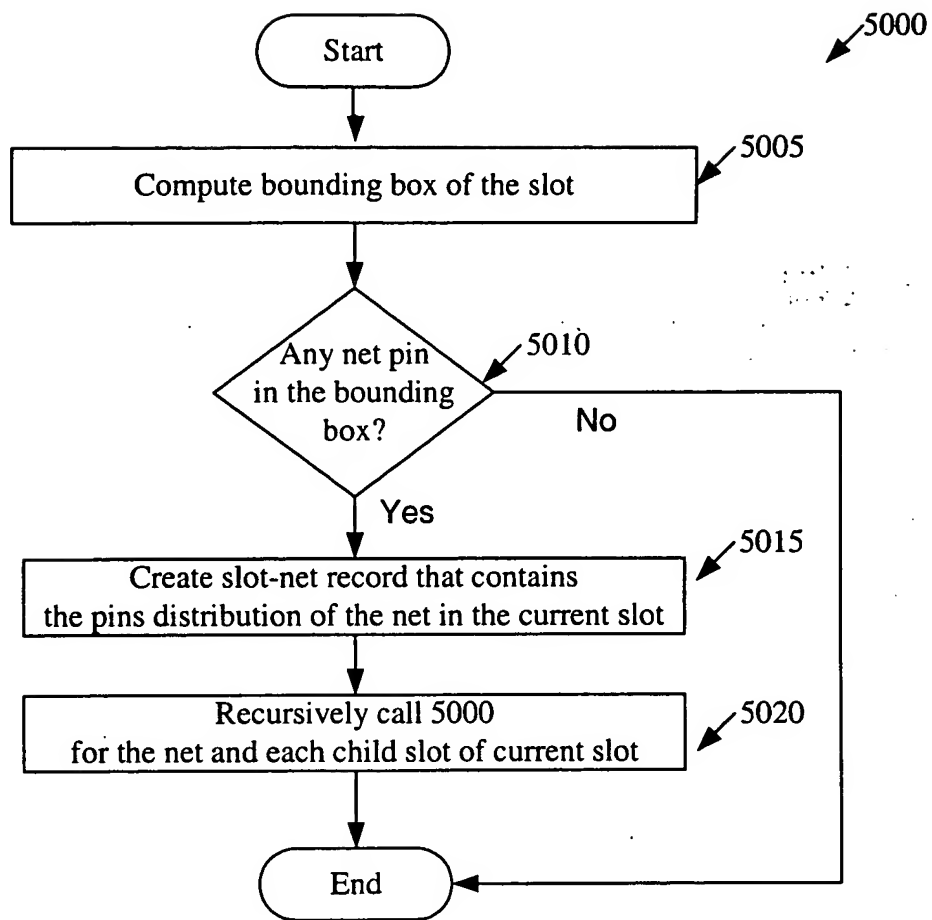 5000
Start
5005
Compute bounding box of the slot
5010
Any net pin
in the bounding
box?
No
Yes
5015
Create slot-net record that contains
the pins distribution of the net in the current slot
5020
Recursively call 5000
for the net and each child slot of current slot
End